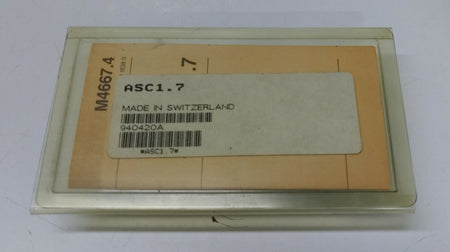 M4667.4
.7
ASC1.7
MADE IN SWITZERLAND
940420A
*ASC1.7*